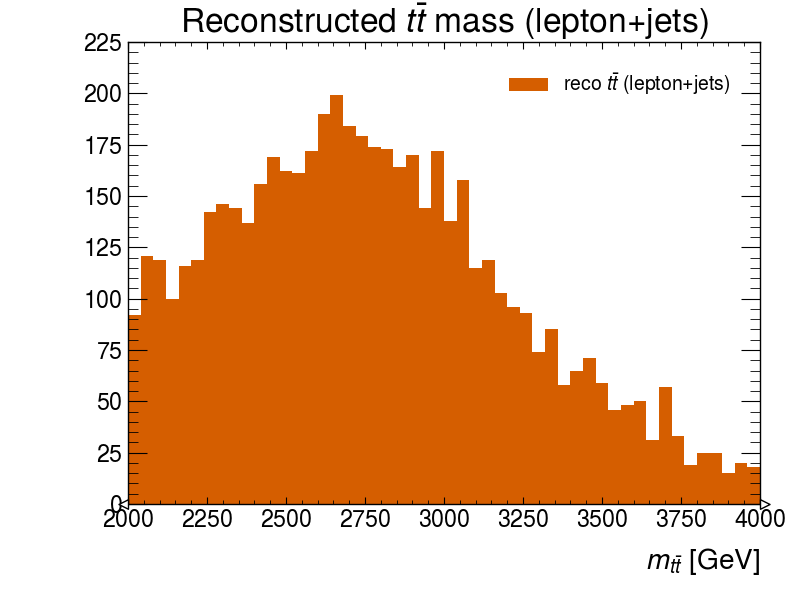 Reconstructed tt̄ mass (lepton+jets)
225
200
175
150
125
100
75
50
25
0
reco tt̄ (lepton+jets)
2000 2250 2500 2750 3000 3250 3500 3750 4000
m_tt̄ [GeV]